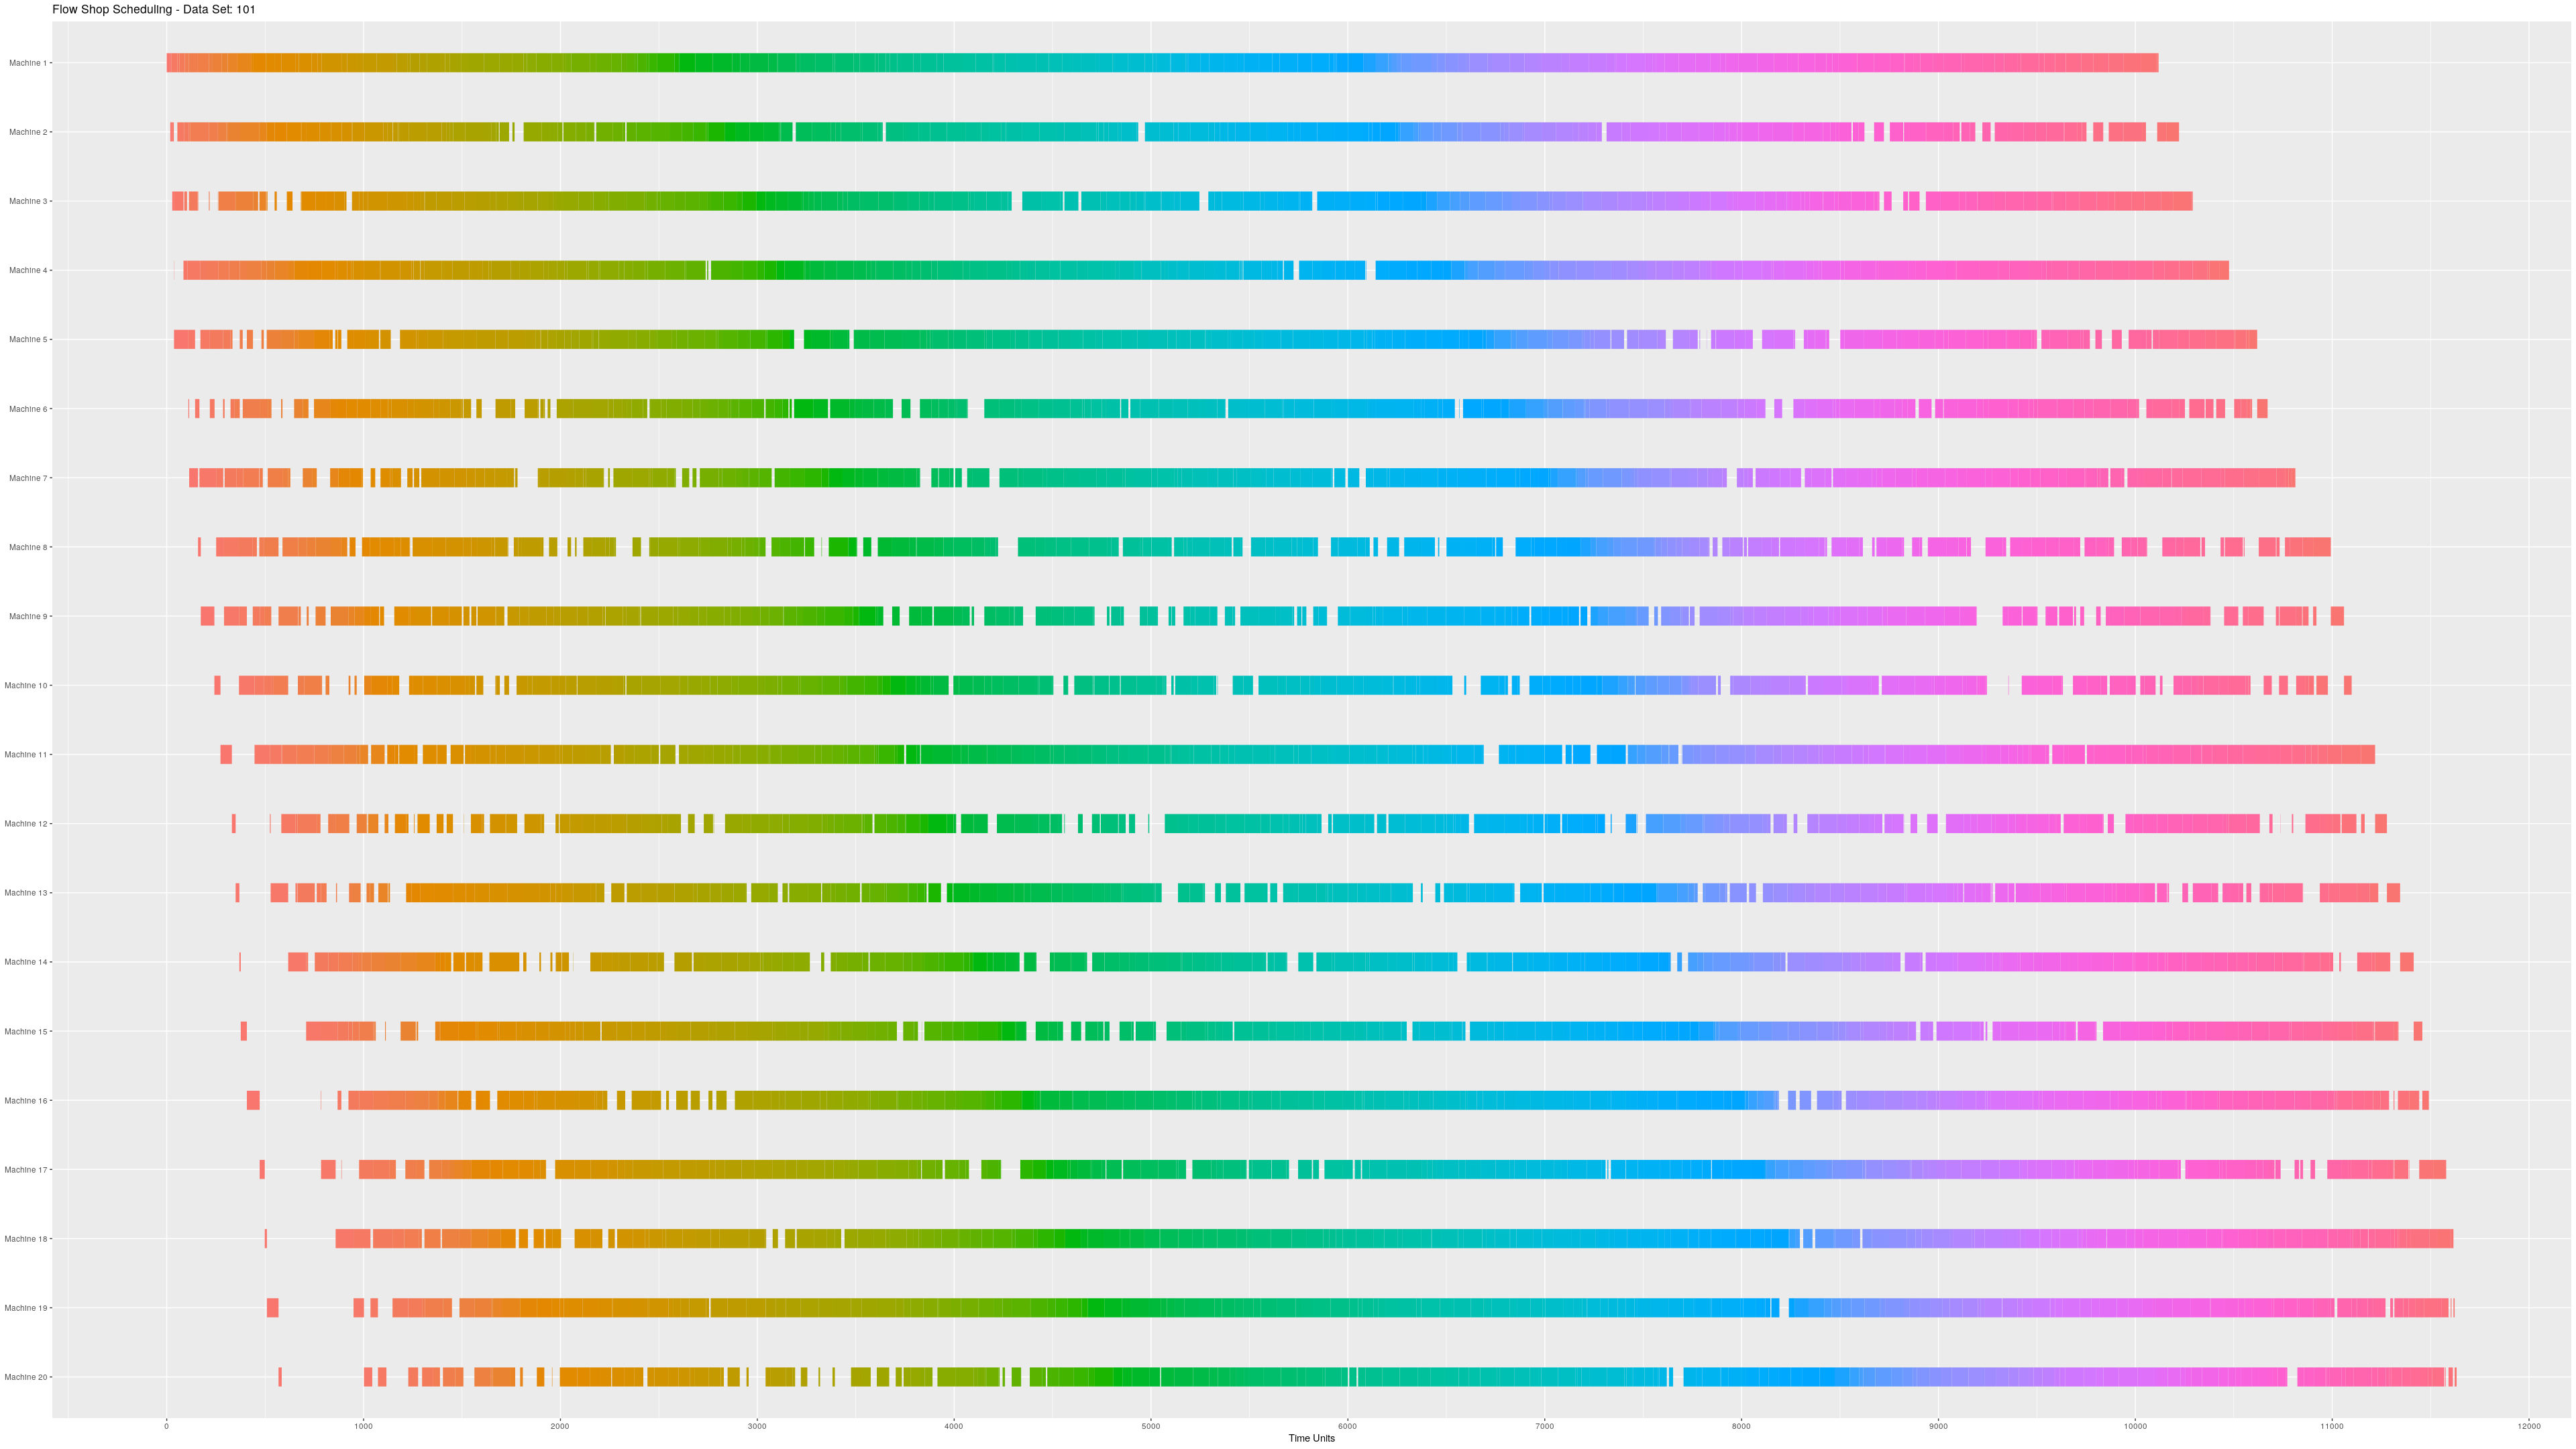 Flow Shop Scheduling - Data Set: 101
Machine 1
Machine 2
Machine 3
Machine 4
Machine 5
Machine 6
Machine 7
Machine 8
Machine 9
Machine 10
Machine 11
Machine 12
Machine 13
Machine 14
Machine 15
Machine 16
Machine 17
Machine 18
Machine 19
Machine 20
0 1000 2000 3000 4000 5000 6000 7000 8000 9000 10000 11000 12000
Time Units